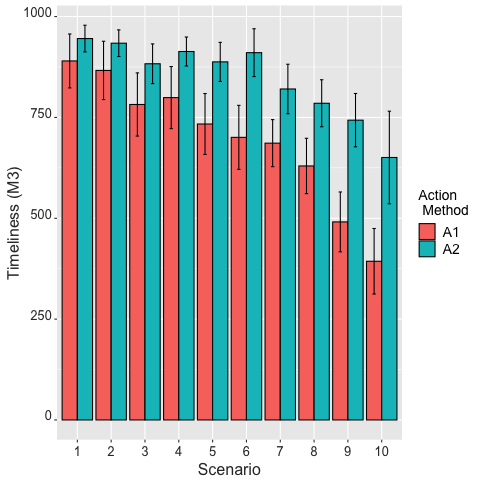 1000
750
500
250
0
Timeliness (M3)
1 2 3 4 5 6 7 8 9 10
Scenario
Action
Method
A1
A2